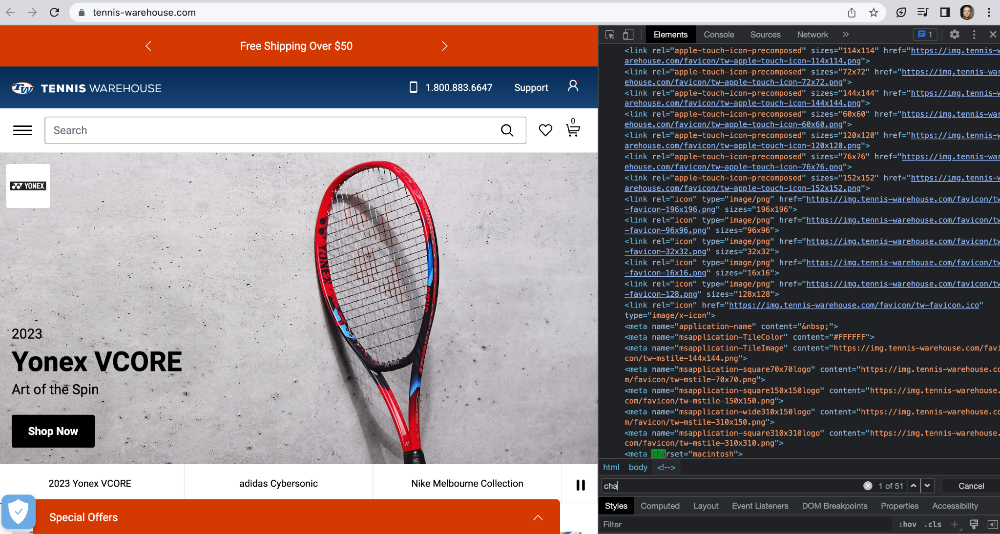 tennis-warehouse.com
Free Shipping Over $50
TW TENNIS WAREHOUSE
1.800.883.6647
Support
Search
0
YONEX
YONEX
2023
Yonex VCORE
Art of the Spin
Shop Now
2023 Yonex VCORE
adidas Cybersonic
Nike Melbourne Collection
Special Offers
Elements
Console
Sources
Network
1
<link rel="apple-touch-icon-precomposed" sizes="114x114" href="https://img.tennis-w
arehouse.com/favicon/tw-apple-touch-icon-114x114.png">
<link rel="apple-touch-icon-precomposed" sizes="72x72" href="https://img.tennis-war
ehouse.com/favicon/tw-apple-touch-icon-72x72.png">
<link rel="apple-touch-icon-precomposed" sizes="144x144" href="https://img.tennis-w
arehouse.com/favicon/tw-apple-touch-icon-144x144.png">
<link rel="apple-touch-icon-precomposed" sizes="60x60" href="https://img.tennis-war
ehouse.com/favicon/tw-apple-touch-icon-60x60.png">
<link rel="apple-touch-icon-precomposed" sizes="120x120" href="https://img.tennis-w
arehouse.com/favicon/tw-apple-touch-icon-120x120.png">
<link rel="apple-touch-icon-precomposed" sizes="76x76" href="https://img.tennis-war
ehouse.com/favicon/tw-apple-touch-icon-76x76.png">
<link rel="apple-touch-icon-precomposed" sizes="152x152" href="https://img.tennis-w
arehouse.com/favicon/tw-apple-touch-icon-152x152.png">
<link rel="icon" type="image/png" href="https://img.tennis-warehouse.com/favicon/tw
-favicon-196x196.png" sizes="196x196">
<link rel="icon" type="image/png" href="https://img.tennis-warehouse.com/favicon/tw
-favicon-96x96.png" sizes="96x96">
<link rel="icon" type="image/png" href="https://img.tennis-warehouse.com/favicon/tw
-favicon-32x32.png" sizes="32x32">
<link rel="icon" type="image/png" href="https://img.tennis-warehouse.com/favicon/tw
-favicon-16x16.png" sizes="16x16">
<link rel="icon" type="image/png" href="https://img.tennis-warehouse.com/favicon/tw
-favicon-128.png" sizes="128x128">
<link rel="icon" href="https://img.tennis-warehouse.com/favicon/tw-favicon.ico"
type="image/x-icon">
<meta name="application-name" content="&nbsp;">
<meta name="msapplication-TileColor" content="#FFFFFF">
<meta name="msapplication-TileImage" content="https://img.tennis-warehouse.com/favi
con/tw-mstile-144x144.png">
<meta name="msapplication-square70x70logo" content="https://img.tennis-warehouse.co
m/favicon/tw-mstile-70x70.png">
<meta name="msapplication-square150x150logo" content="https://img.tennis-warehouse.
com/favicon/tw-mstile-150x150.png">
<meta name="msapplication-wide310x150logo" content="https://img.tennis-warehouse.co
m/favicon/tw-mstile-310x150.png">
<meta name="msapplication-square310x310logo" content="https://img.tennis-warehouse.
com/favicon/tw-mstile-310x310.png">
<meta charset="macintosh">
html body <!-->
cha
1 of 51
Cancel
Styles
Computed
Layout
Event Listeners
DOM Breakpoints
Properties
Accessibility
Filter
:hov .cls